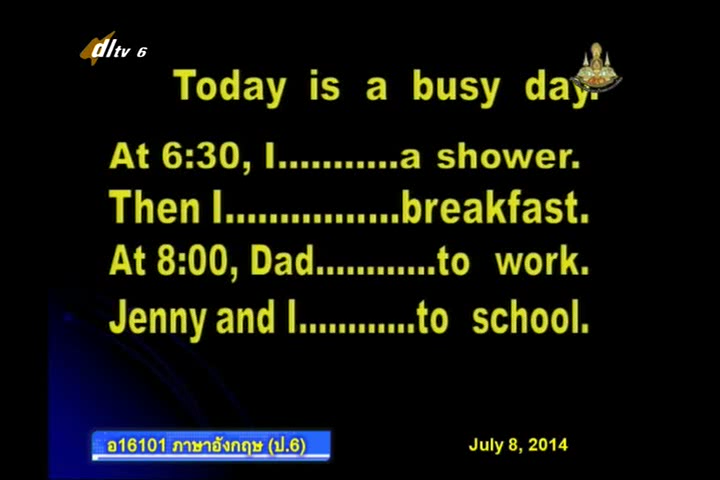 dltv 6
Today is a busy day.
At 6:30, I...........a shower.
Then I................breakfast.
At 8:00, Dad............to work.
Jenny and I............to school.
อ16101 ภาษาอังกฤษ (ป.6)
July 8, 2014